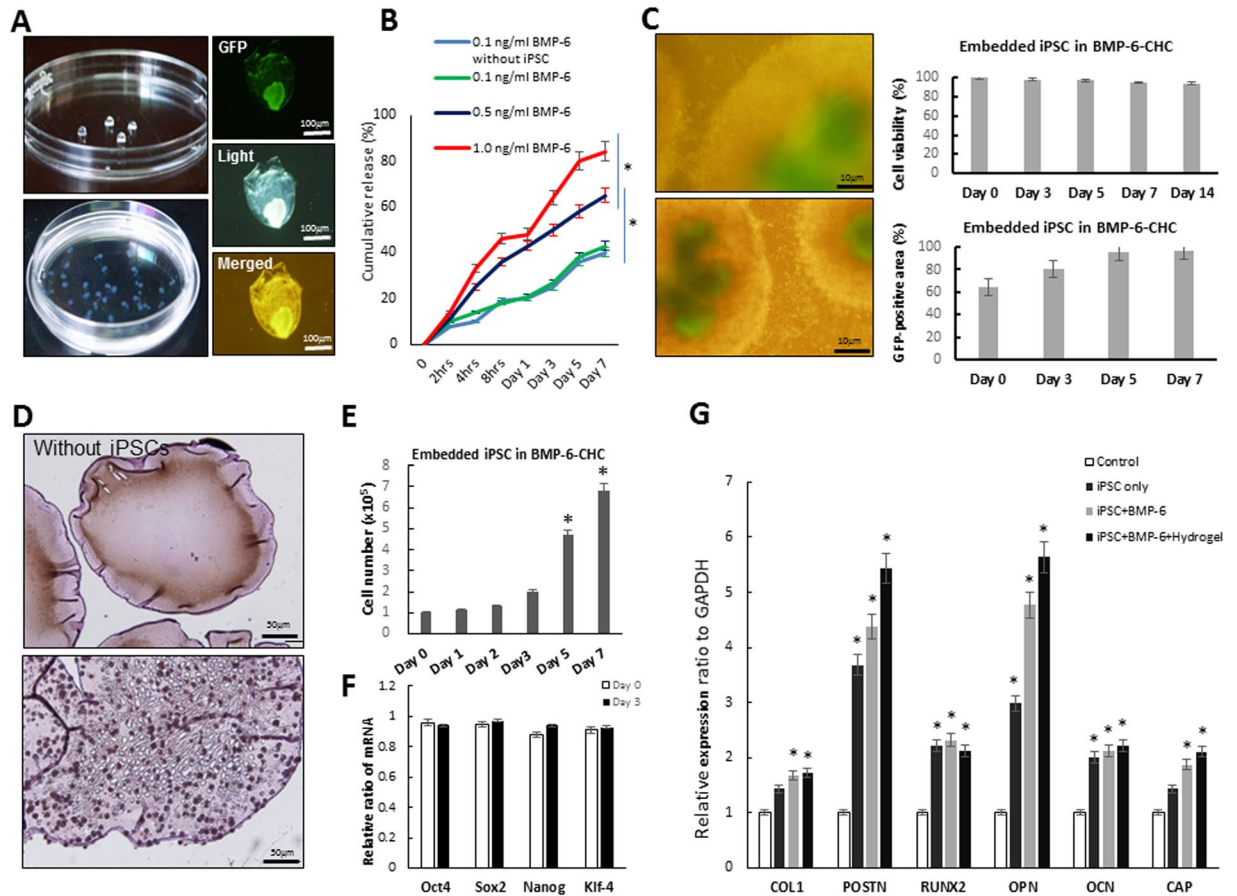 A
GFP
100µm
Light
100µm
Merged
100µm
B
0.1 ng/ml BMP-6
without iPSC
0.1 ng/ml BMP-6
0.5 ng/ml BMP-6
1.0 ng/ml BMP-6
Cumulative release (%)
100
80
60
40
20
0
*
*
0
2hrs
4hrs
8hrs
Day 1
Day 3
Day 5
Day 7
C
10µm
10µm
Embedded iPSC in BMP-6-CHC
Cell viability (%)
100
80
60
40
20
0
Day 0 Day 3 Day 5 Day 7 Day 14
Embedded iPSC in BMP-6-CHC
GFP-positive area (%)
100
80
60
40
20
0
Day 0 Day 3 Day 5 Day 7
D
Without iPSCs
50µm
50µm
E
Embedded iPSC in BMP-6-CHC
Cell number (x10⁵)
8
7
6
5
4
3
2
1
0
* *
Day 0 Day 1 Day 2 Day3 Day 5 Day 7
F
Day 0
Day 3
Relative ratio of mRNA
1.2
1
0.8
0.6
0.4
0.2
0
Oct4 Sox2 Nanog Klf-4
G
Control
iPSC only
iPSC+BMP-6
iPSC+BMP-6+Hydrogel
Relative expression ratio to GAPDH
7
6
5
4
3
2
1
0
* * * * * * * * * * * * * * * *
COL1 POSTN RUNX2 OPN OCN CAP